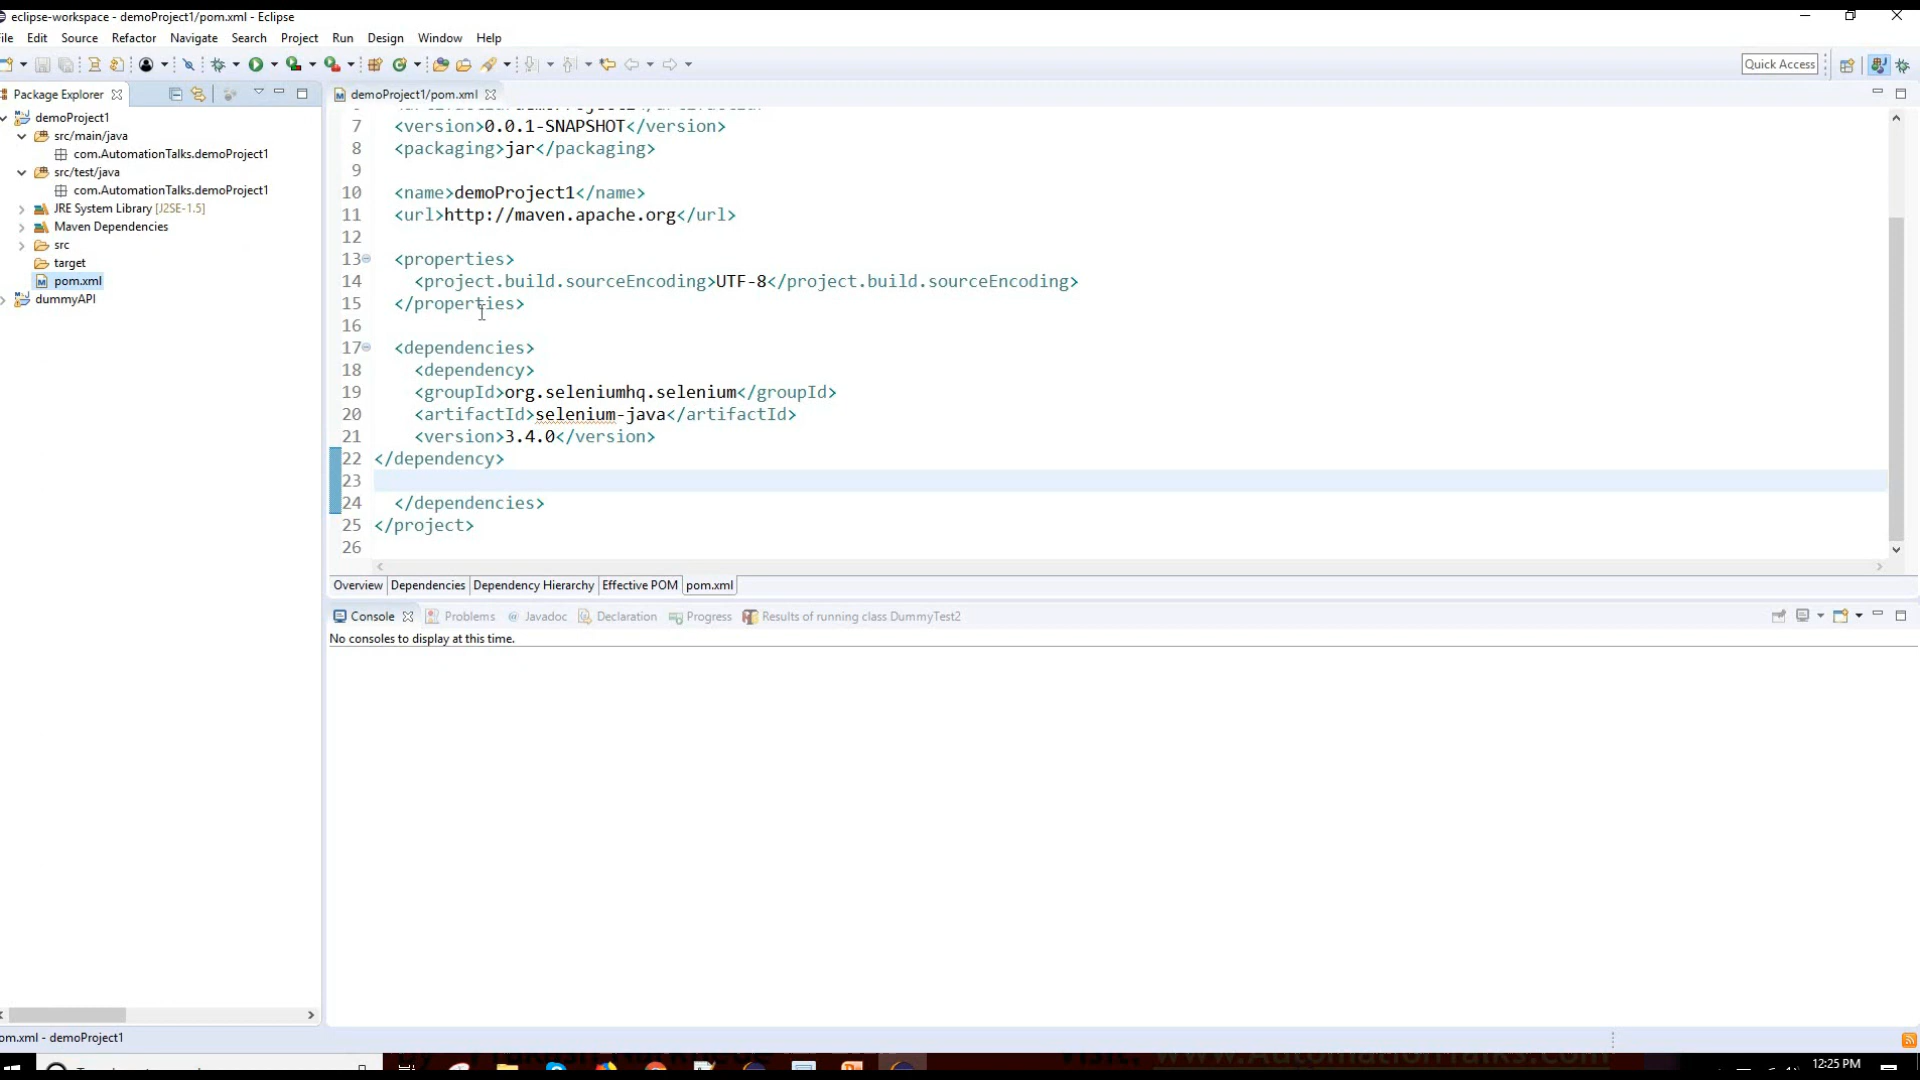 eclipse-workspace - demoProject1/pom.xml - Eclipse
ile Edit Source Refactor Navigate Search Project Run Design Window Help
Quick Access
Package Explorer
demoProject1
src/main/java
com.AutomationTalks.demoProject1
src/test/java
com.AutomationTalks.demoProject1
JRE System Library [J2SE-1.5]
Maven Dependencies
src
target
pom.xml
dummyAPI
demoProject1/pom.xml
7 <version>0.0.1-SNAPSHOT</version>
8 <packaging>jar</packaging>
9
10 <name>demoProject1</name>
11 <url>http://maven.apache.org</url>
12
13 <properties>
14 <project.build.sourceEncoding>UTF-8</project.build.sourceEncoding>
15 </properties>
16
17 <dependencies>
18 <dependency>
19 <groupId>org.seleniumhq.selenium</groupId>
20 <artifactId>selenium-java</artifactId>
21 <version>3.4.0</version>
22 </dependency>
23
24 </dependencies>
25 </project>
26
Overview Dependencies Dependency Hierarchy Effective POM pom.xml
Console Problems Javadoc Declaration Progress Results of running class DummyTest2
No consoles to display at this time.
om.xml - demoProject1
www.AutomationTalks.com
12:25 PM